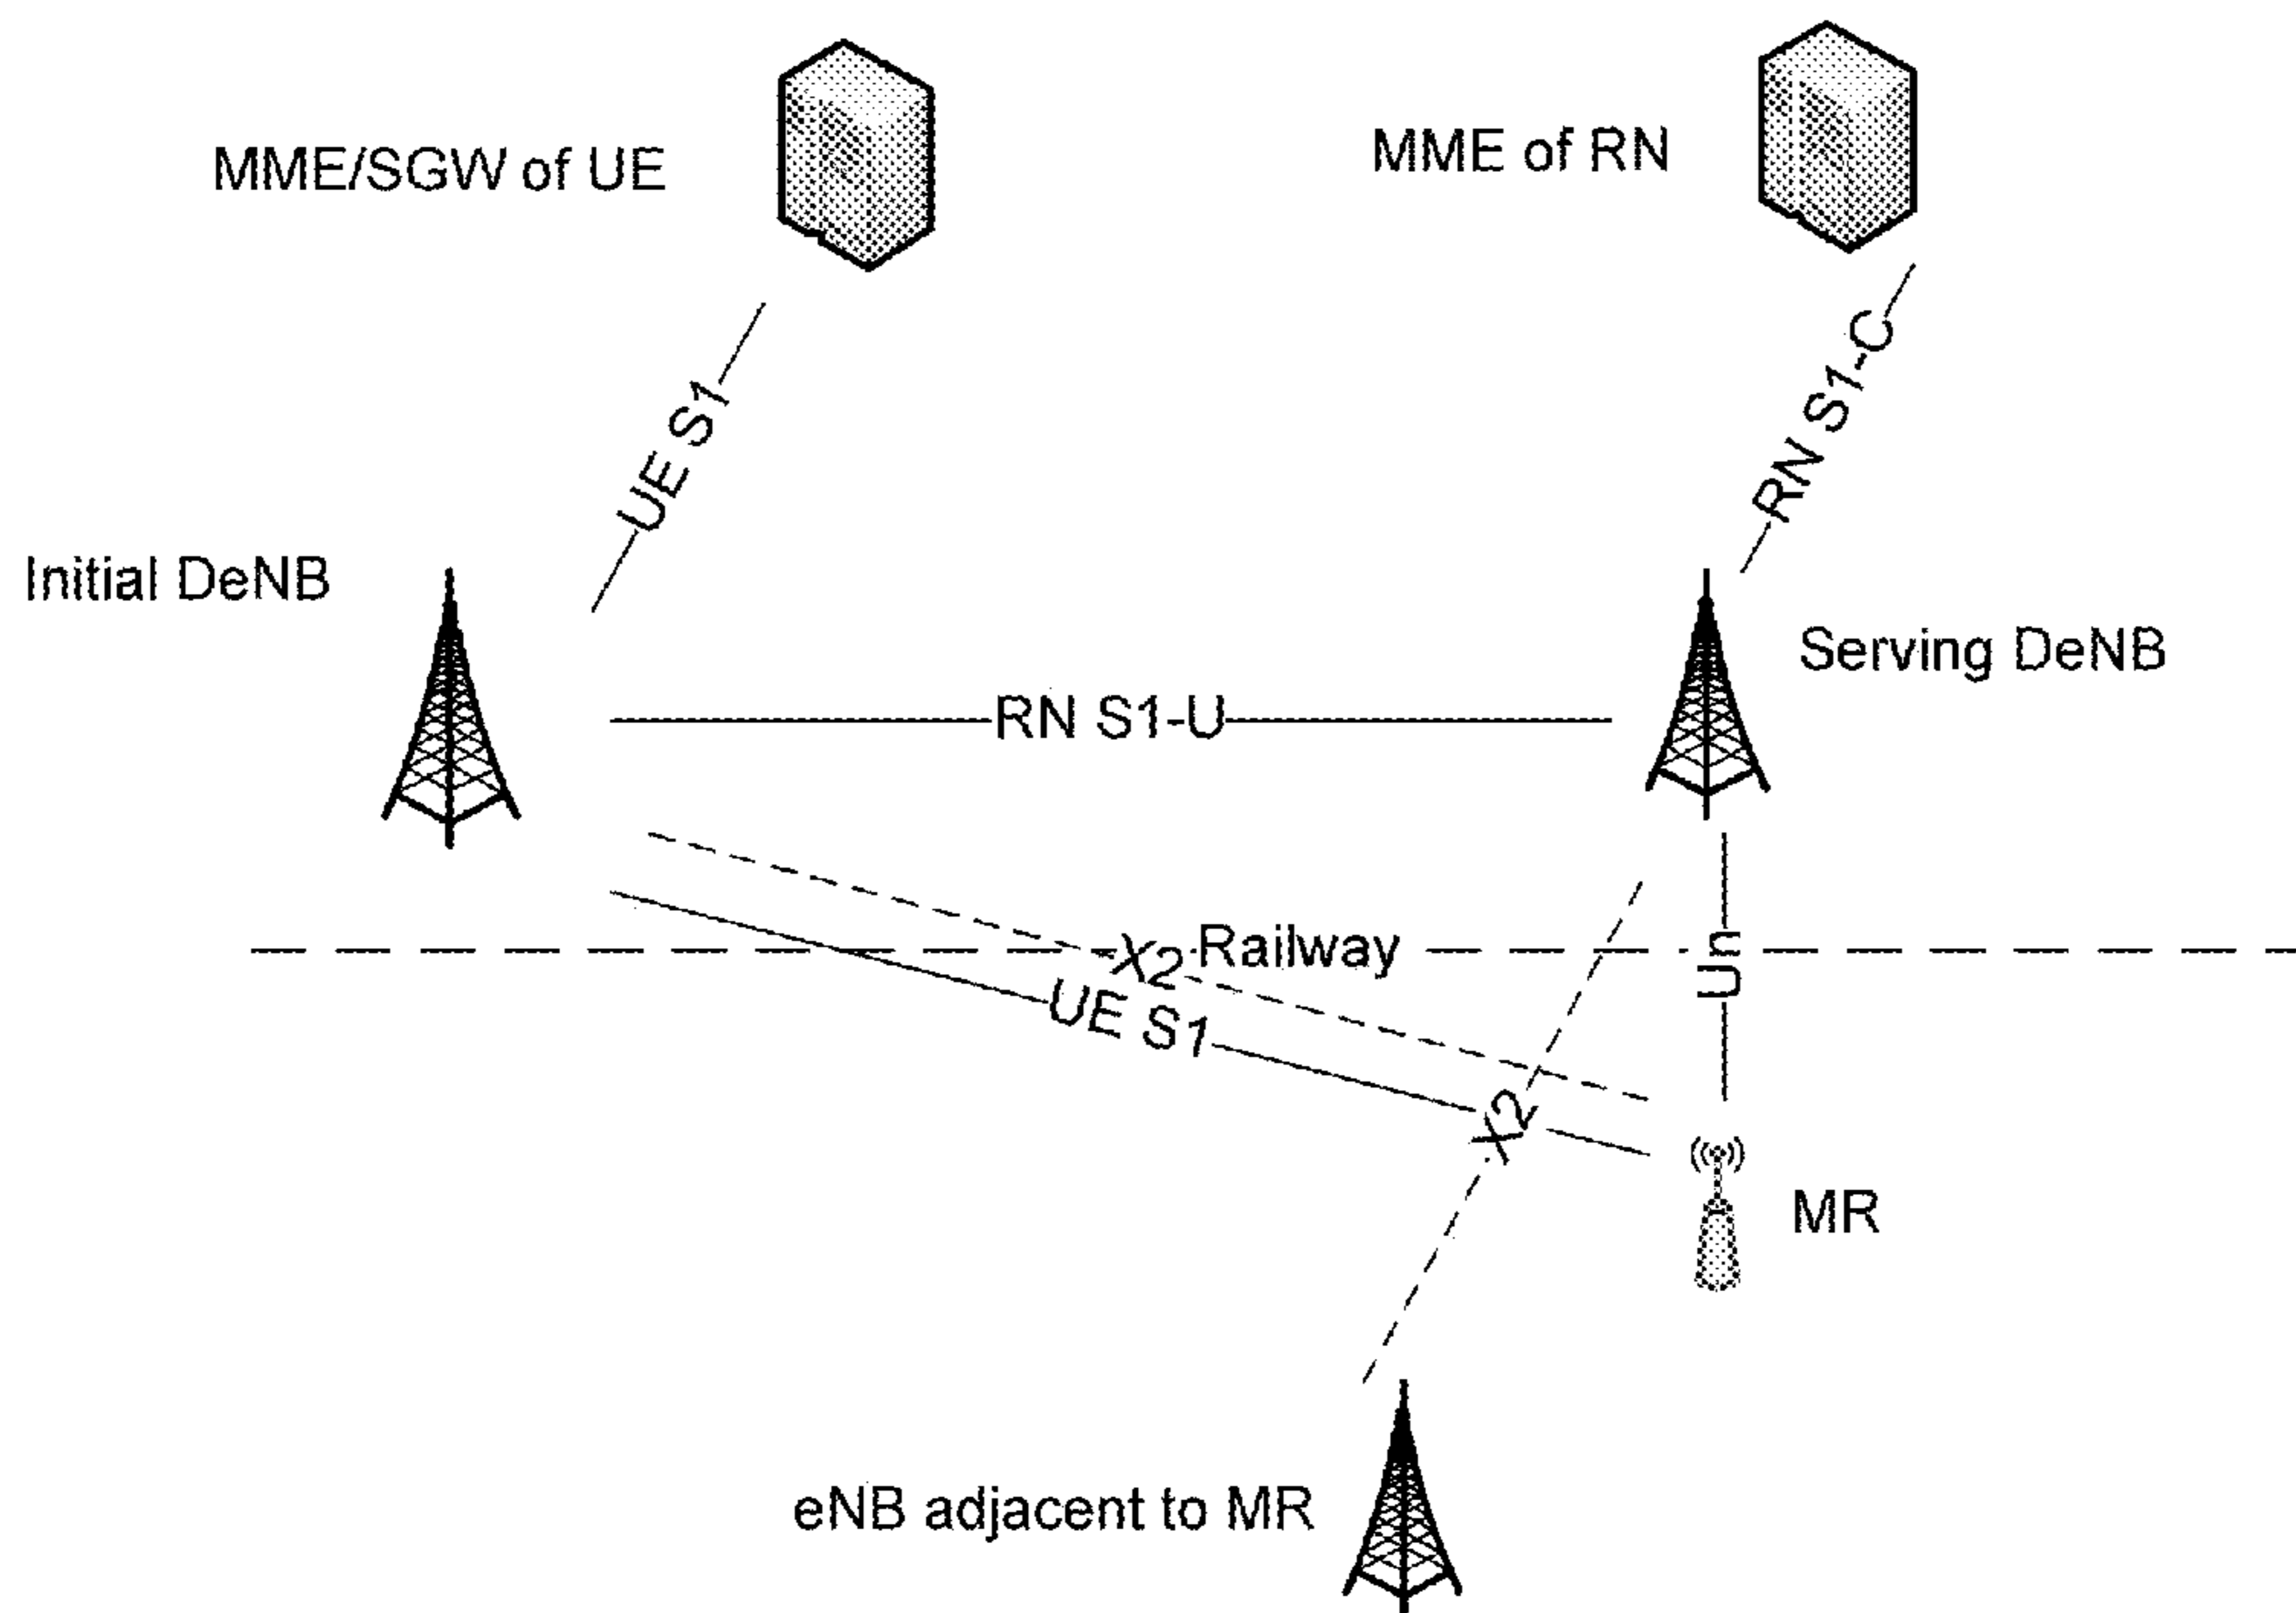 MME/SGW of UE
MME of RN
UE S1
RN S1-C
Initial DeNB
Serving DeNB
RN S1-U
X2
Railway
Un
UE S1
X2
MR
eNB adjacent to MR